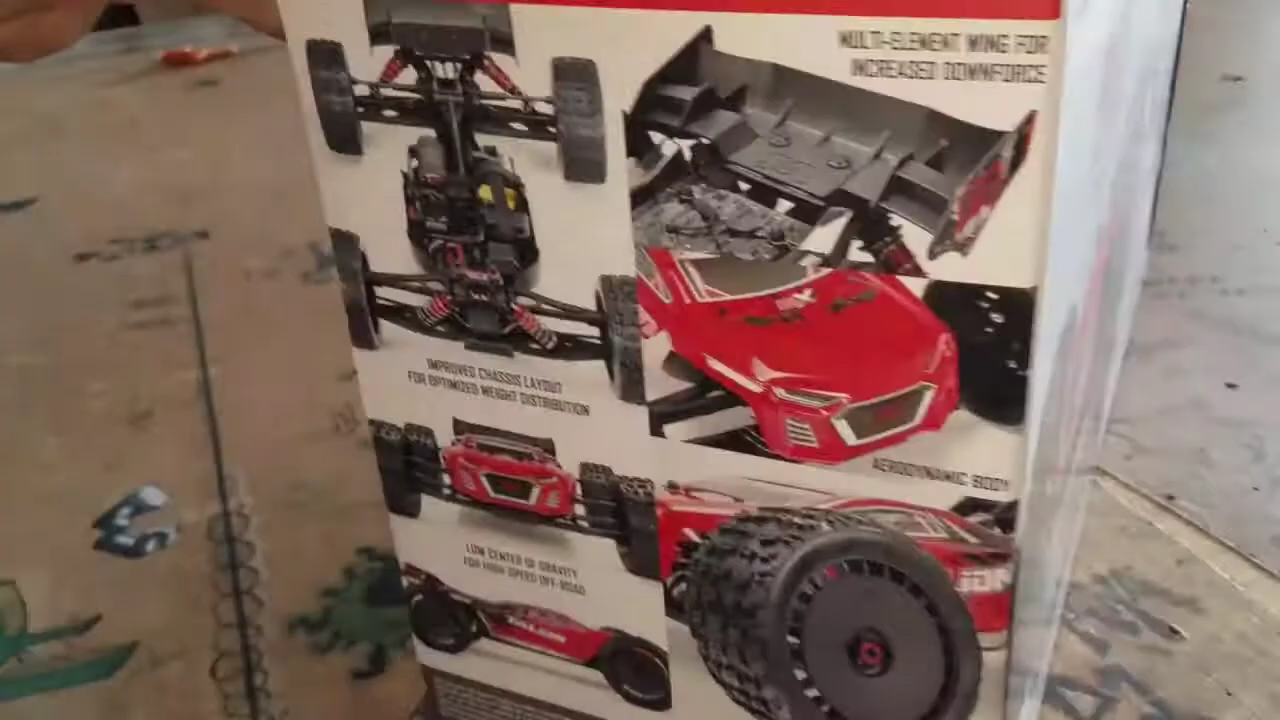 MULTI-ELEMENT WING FOR
INCREASED DOWNFORCE
IMPROVED CHASSIS LAYOUT
FOR OPTIMIZED WEIGHT DISTRIBUTION
AERODYNAMIC BODY
LOW CENTER OF GRAVITY
FOR HIGH SPEED OFF-ROAD